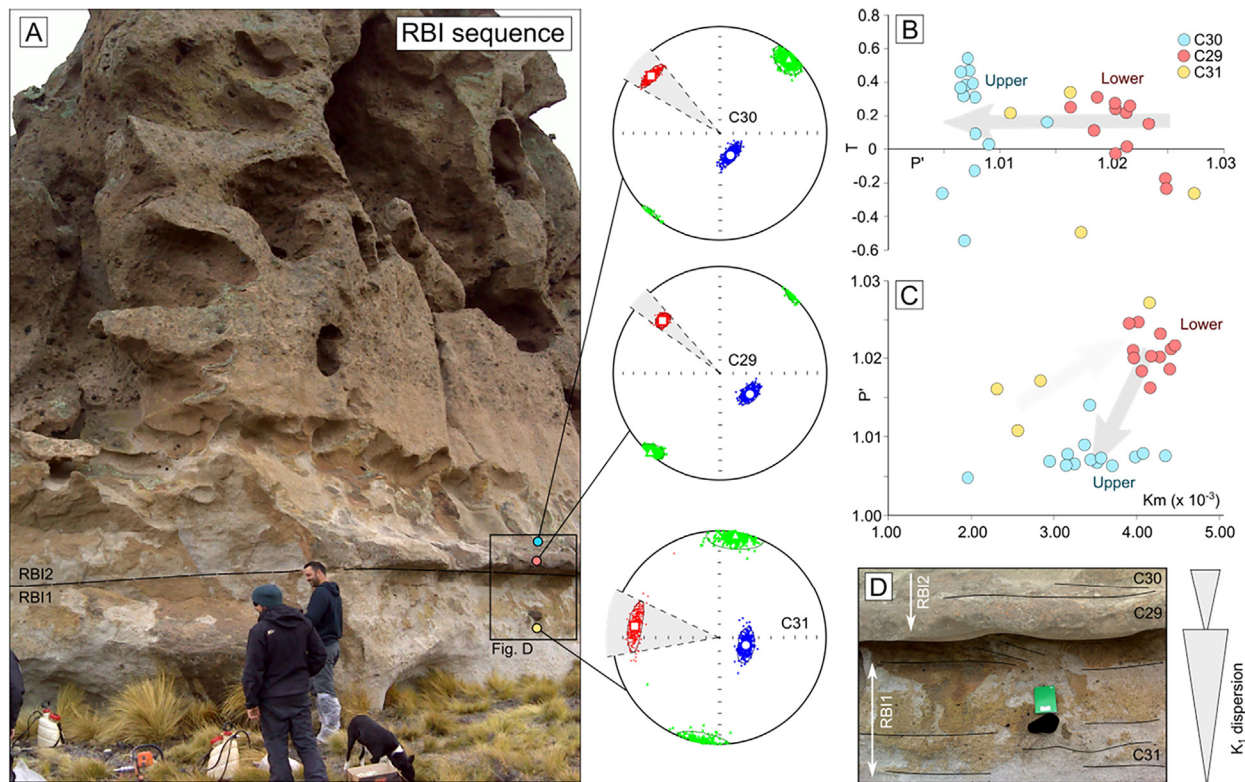 A
RBI sequence
RBI2
RBI1
Fig. D
C30
C29
C31
B
C30
C29
C31
Upper
Lower
0.8
0.6
0.4
0.2
0
-0.2
-0.4
-0.6
T
P'
1.01
1.02
1.03
C
1.03
1.02
1.01
1.00
P'
Lower
Upper
Km (x 10⁻³)
1.00
2.00
3.00
4.00
5.00
D
RBI2
C30
C29
RBI1
C31
K₁ dispersion